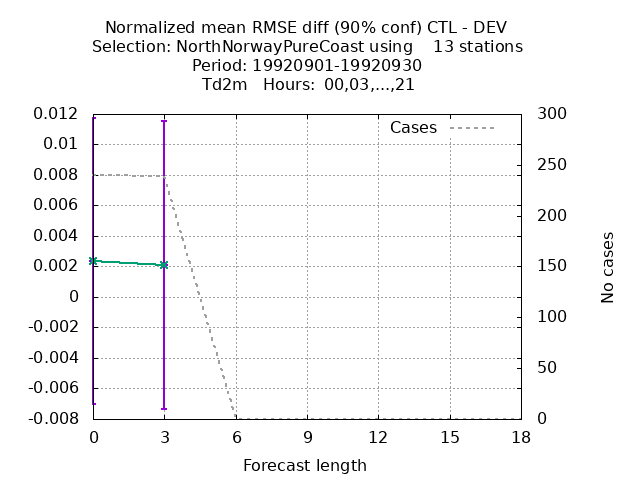 Normalized mean RMSE diff (90% conf) CTL - DEV
Selection: NorthNorwayPureCoast using    13 stations
Period: 19920901-19920930
Td2m   Hours:  00,03,...,21
Cases
0.012
0.01
0.008
0.006
0.004
0.002
0
-0.002
-0.004
-0.006
-0.008
300
250
200
150
100
50
0
No cases
0 3 6 9 12 15 18
Forecast length